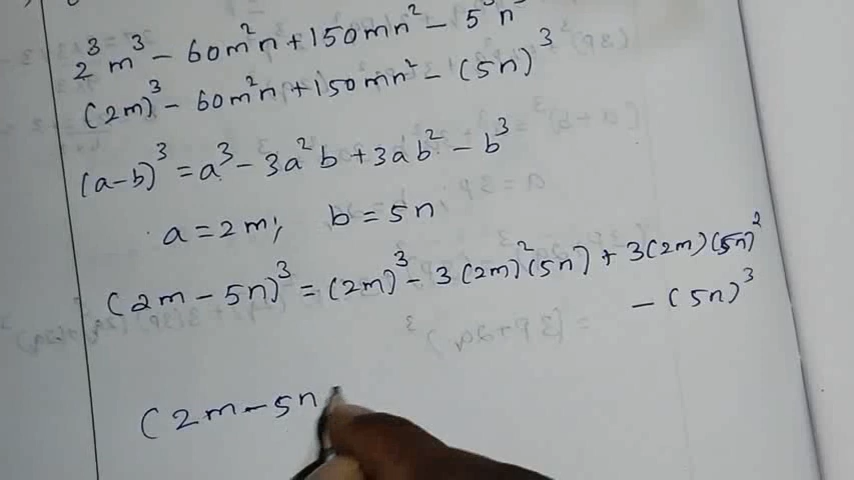 2³m³ - 60m²n + 150mn² - 5³n³
(2m)³ - 60m²n + 150mn² - (5n)³
(a-b)³ = a³ - 3a²b + 3ab² - b³
a = 2m; b = 5n
(2m - 5n)³ = (2m)³ - 3(2m)²(5n) + 3(2m)(5n)²
- (5n)³
(2m - 5n